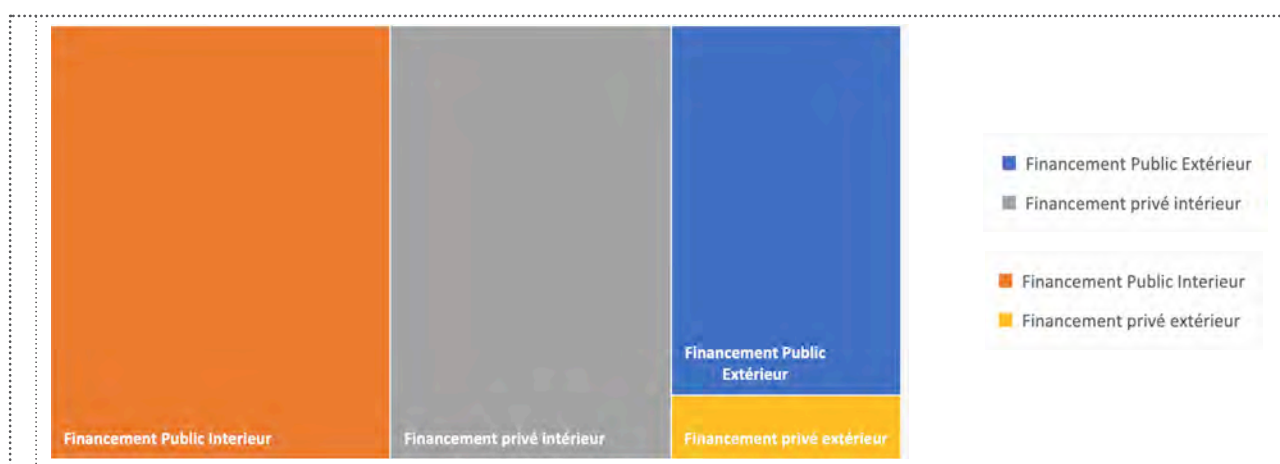 Financement Public Interieur
Financement privé intérieur
Financement Public
Extérieur
Financement privé extérieur
Financement Public Extérieur
Financement privé intérieur
Financement Public Interieur
Financement privé extérieur